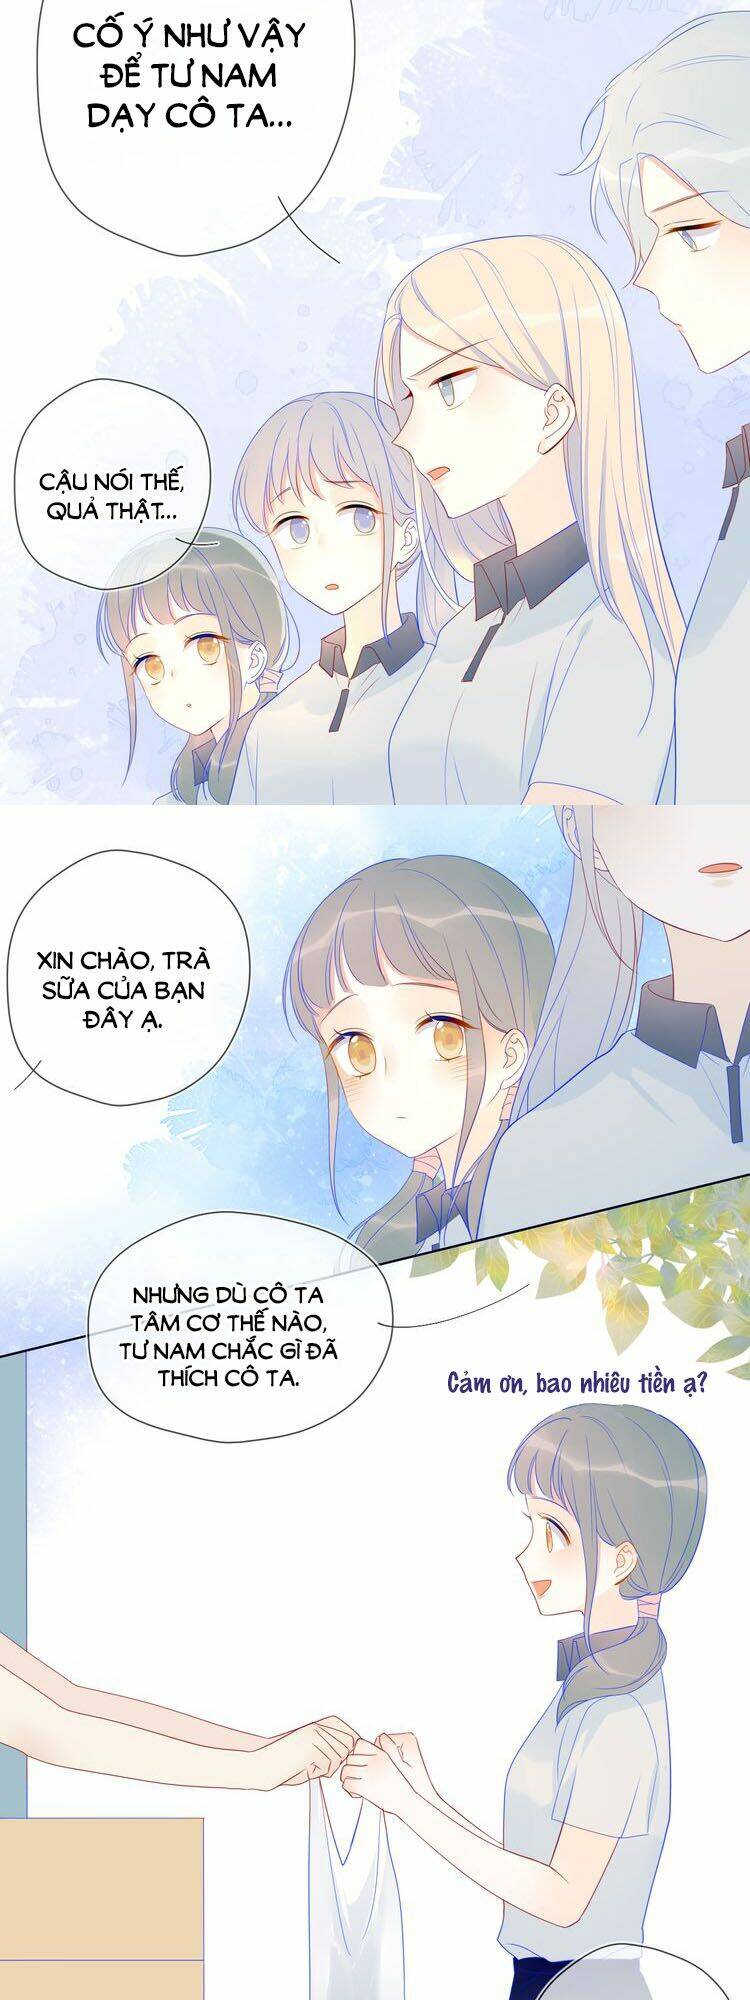 CỐ Ý NHƯ VẬY
ĐỂ TƯ NAM
DẠY CÔ TA...
CẬU NÓI THẾ,
QUẢ THẬT...
XIN CHÀO, TRÀ
SỮA CỦA BẠN
ĐÂY Ạ.
NHƯNG DÙ CÔ TA
TÂM CƠ THẾ NÀO,
TƯ NAM CHẮC GÌ ĐÃ
THÍCH CÔ TA.
Cảm ơn, bao nhiêu tiền ạ?